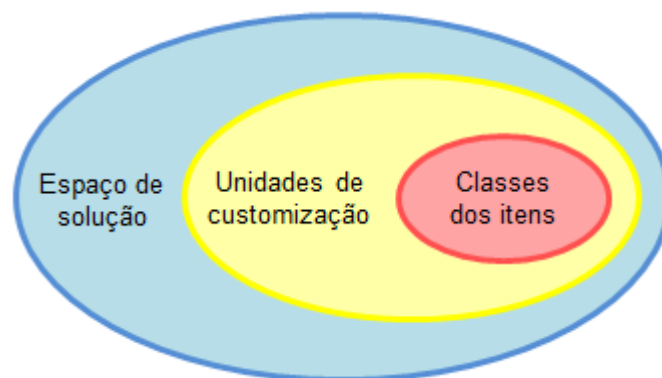 Espaço de
solução
Unidades de
customização
Classes
dos itens